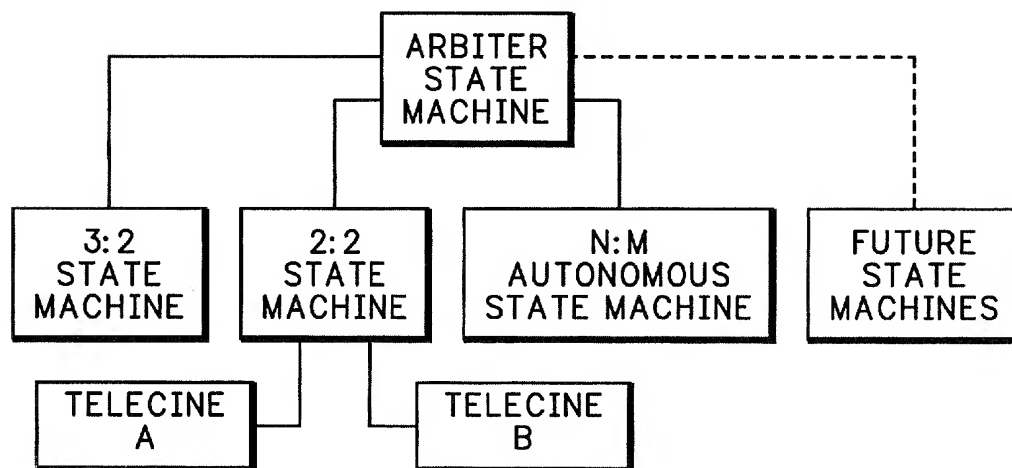 ARBITER
STATE
MACHINE
3:2
STATE
MACHINE
2:2
STATE
MACHINE
N:M
AUTONOMOUS
STATE MACHINE
FUTURE
STATE
MACHINES
TELECINE
A
TELECINE
B